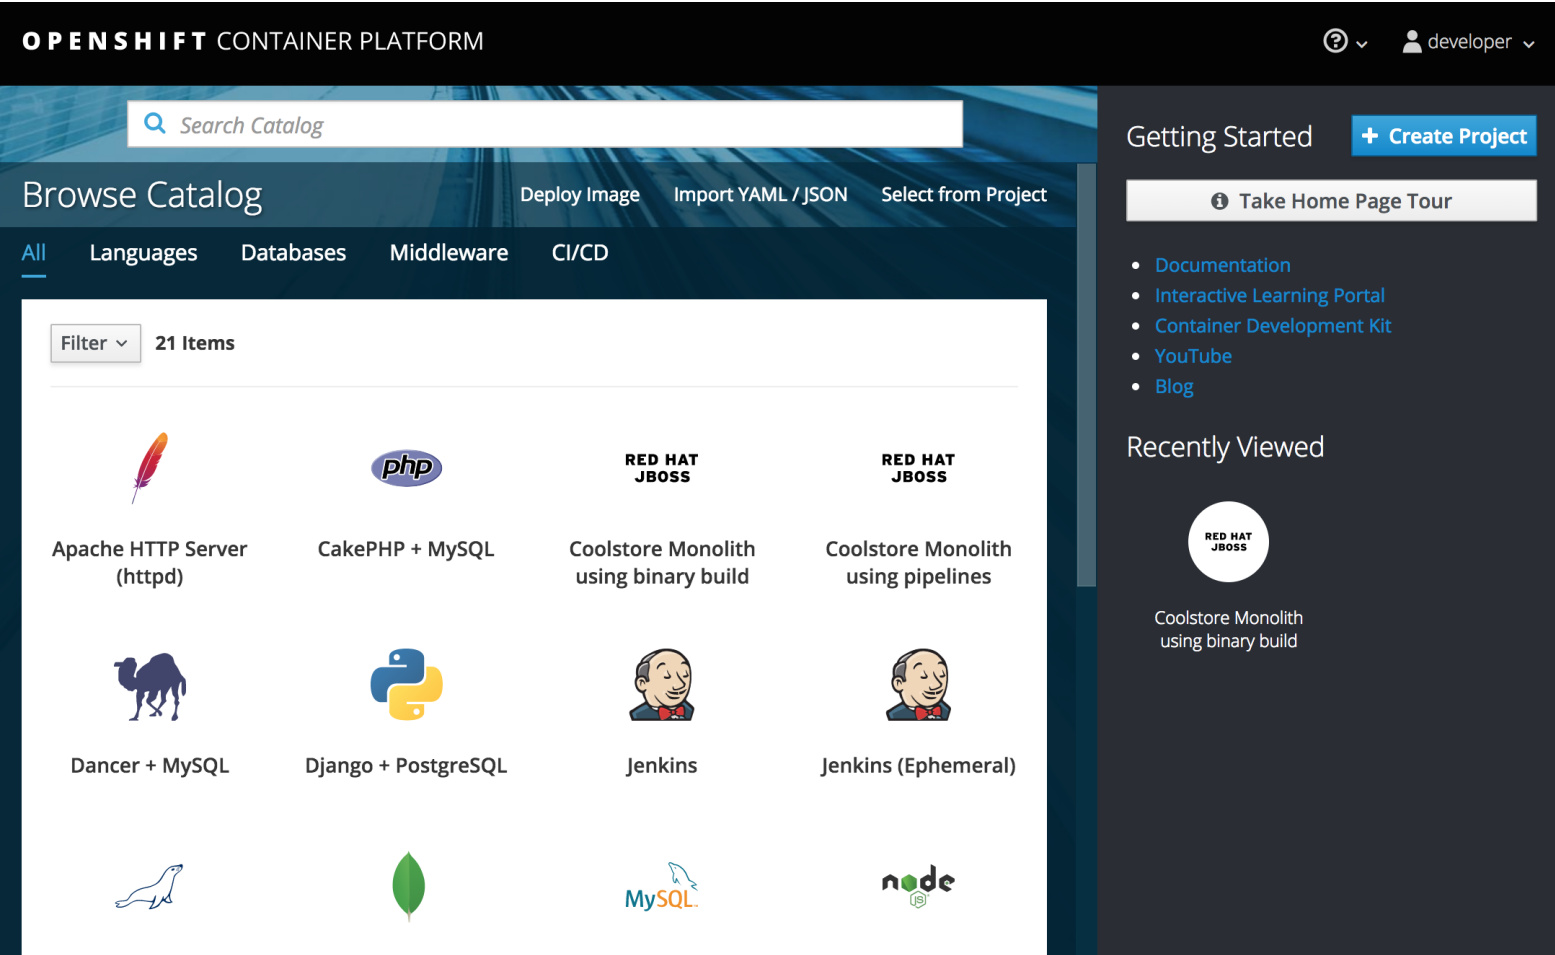 OPENSHIFT CONTAINER PLATFORM
developer
Search Catalog
Browse Catalog
Deploy Image
Import YAML / JSON
Select from Project
All
Languages
Databases
Middleware
CI/CD
Filter
21 Items
php
RED HAT
JBOSS
RED HAT
JBOSS
Apache HTTP Server
(httpd)
CakePHP + MySQL
Coolstore Monolith
using binary build
Coolstore Monolith
using pipelines
Dancer + MySQL
Django + PostgreSQL
Jenkins
Jenkins (Ephemeral)
MySQL
node
JS
Getting Started
+ Create Project
Take Home Page Tour
Documentation
Interactive Learning Portal
Container Development Kit
YouTube
Blog
Recently Viewed
RED HAT
JBOSS
Coolstore Monolith
using binary build